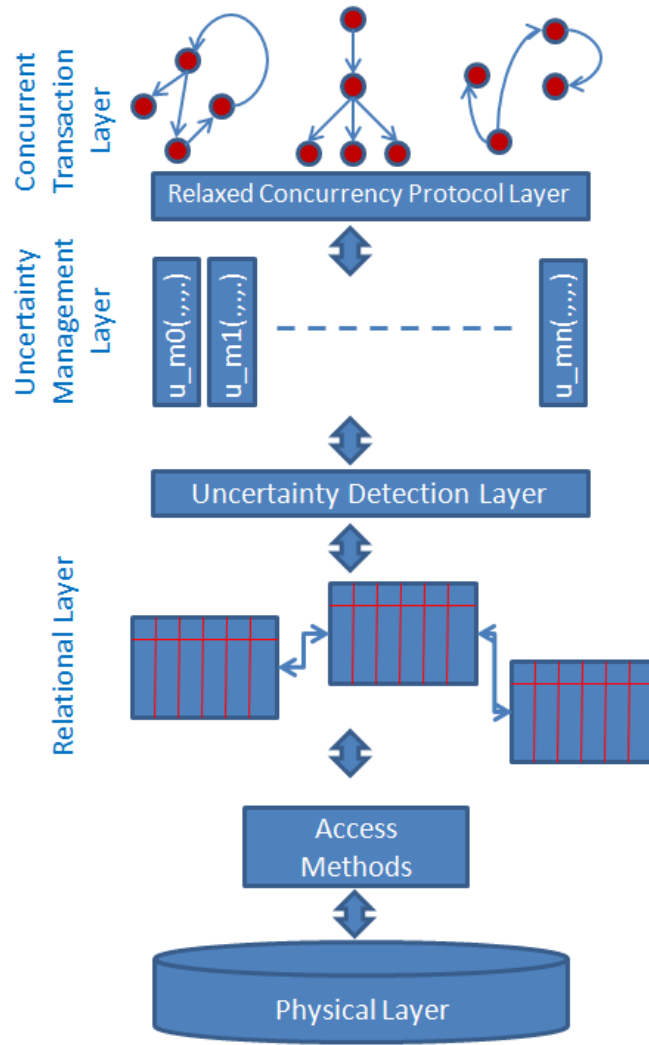 Concurrent
Transaction
Layer
Relaxed Concurrency Protocol Layer
Uncertainty
Management
Layer
u_m0(,,,.)
u_m1(,,,.)
u_mn(,,,.)
Uncertainty Detection Layer
Relational Layer
Access
Methods
Physical Layer